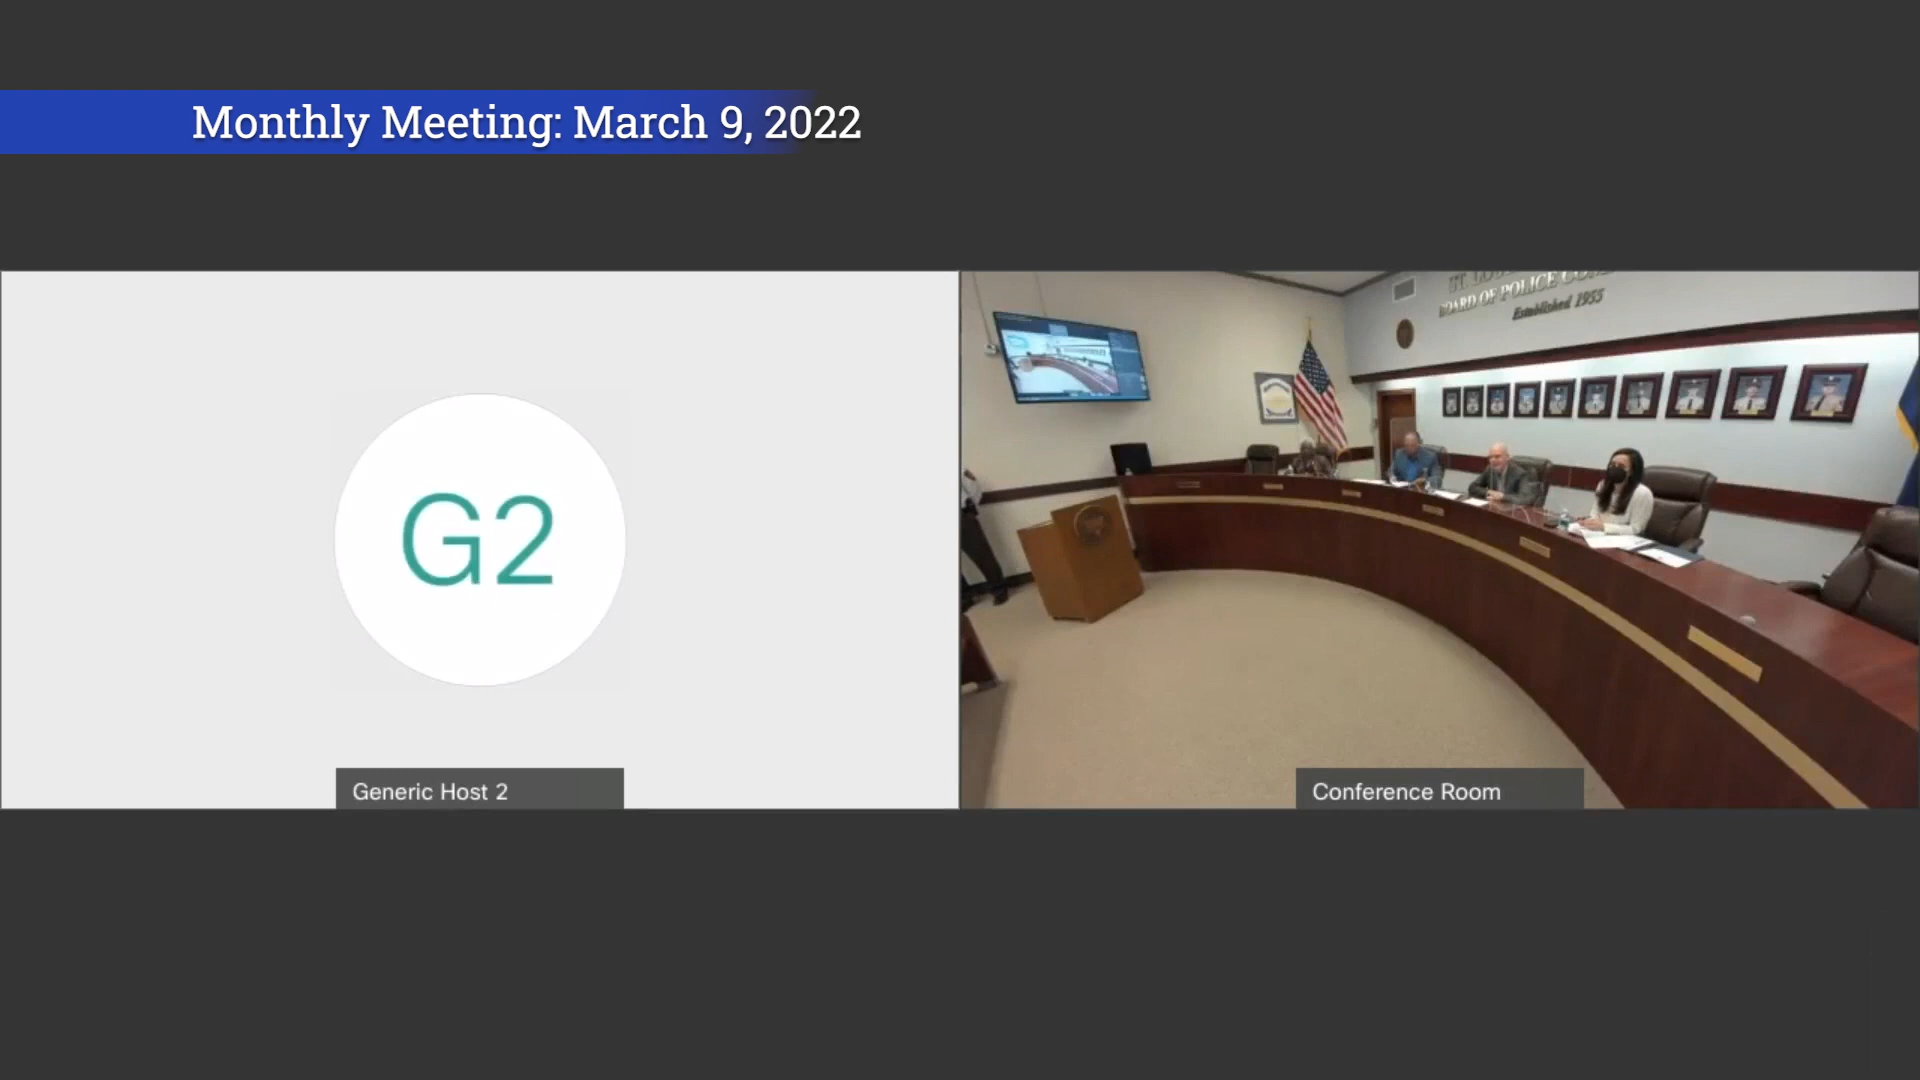 Monthly Meeting: March 9, 2022
BOARD OF POLICE
Established 1955
G2
Generic Host 2
Conference Room